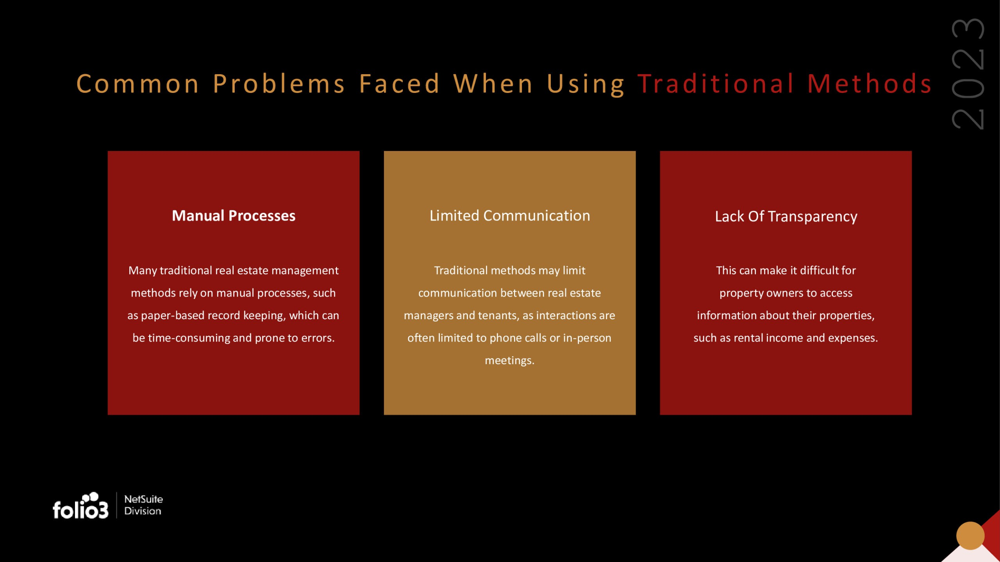 2023
Common Problems Faced When Using Traditional Methods
Manual Processes
Many traditional real estate management
methods rely on manual processes, such
as paper-based record keeping, which can
be time-consuming and prone to errors.
Limited Communication
Traditional methods may limit
communication between real estate
managers and tenants, as interactions are
often limited to phone calls or in-person
meetings.
Lack Of Transparency
This can make it difficult for
property owners to access
information about their properties,
such as rental income and expenses.
folio3
NetSuite
Division